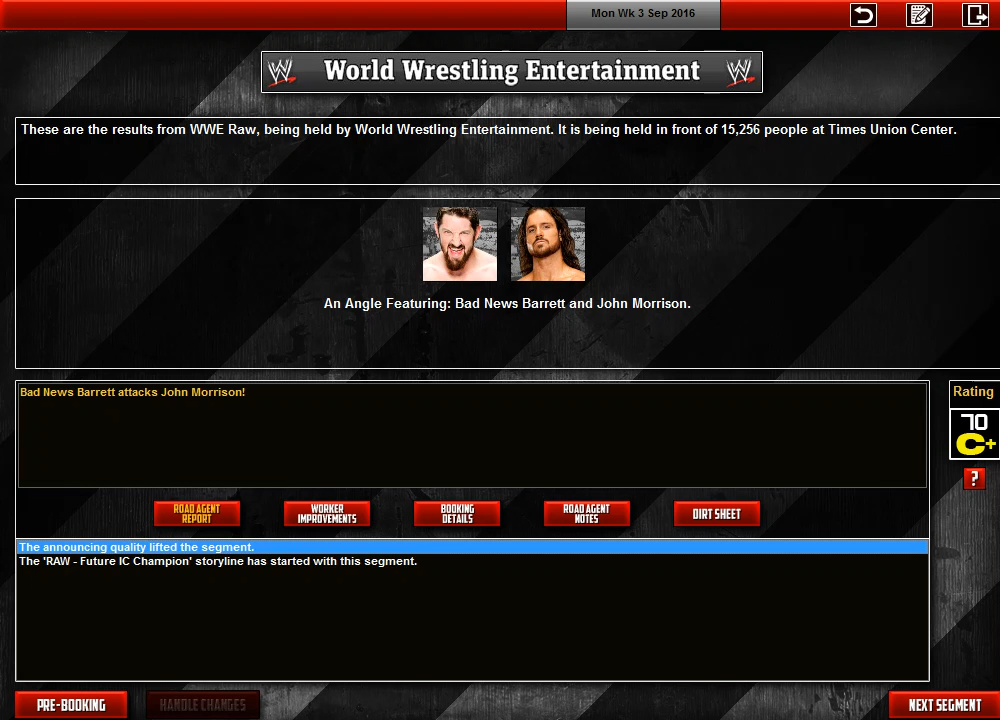 Mon Wk 3 Sep 2016
W World Wrestling Entertainment W
These are the results from WWE Raw, being held by World Wrestling Entertainment. It is being held in front of 15,256 people at Times Union Center.
An Angle Featuring: Bad News Barrett and John Morrison.
Bad News Barrett attacks John Morrison!
Rating
70
C+
?
ROAD AGENT
REPORT
WORKER
IMPROVEMENTS
BOOKING
DETAILS
ROAD AGENT
NOTES
DIRT SHEET
The announcing quality lifted the segment.
The 'RAW - Future IC Champion' storyline has started with this segment.
PRE-BOOKING
HANDLE CHANGES
NEXT SEGMENT